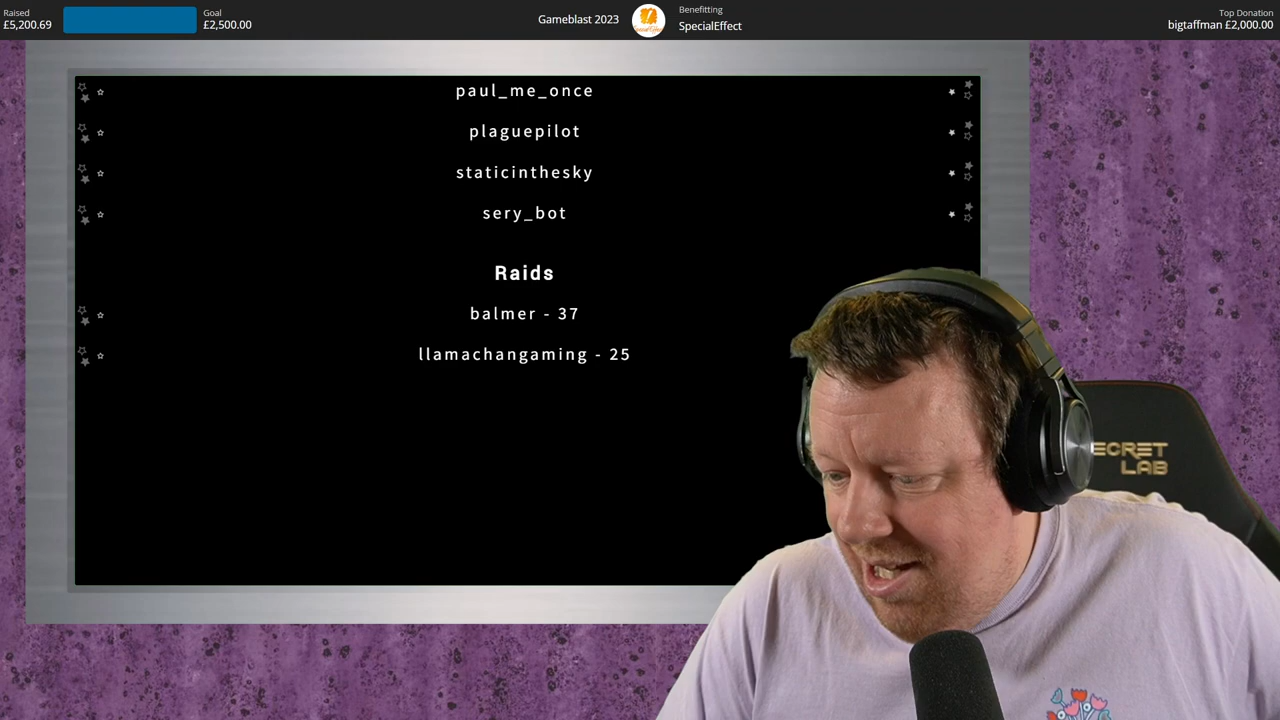 Raised
£5,200.69
Goal
£2,500.00
Gameblast 2023
Benefitting
SpecialEffect
Top Donation
bigtaffman £2,000.00
paul_me_once
plaguepilot
staticinthesky
sery_bot
Raids
balmer - 37
llamachangaming - 25
ECRET
LAB